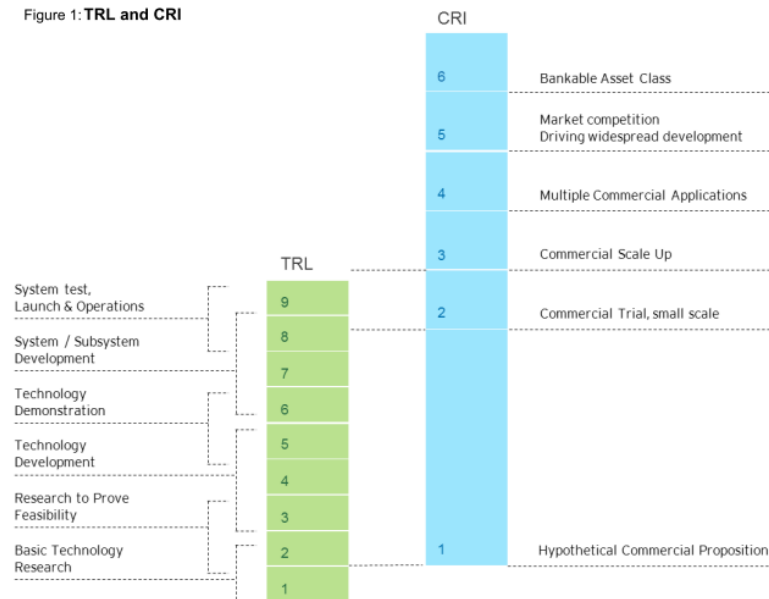 Figure 1: TRL and CRI
CRI
6
Bankable Asset Class
5
Market competition
Driving widespread development
4
Multiple Commercial Applications
3
Commercial Scale Up
2
Commercial Trial, small scale
1
Hypothetical Commercial Proposition
TRL
System test,
Launch & Operations
System / Subsystem
Development
Technology
Demonstration
Technology
Development
Research to Prove
Feasibility
Basic Technology
Research
9
8
7
6
5
4
3
2
1